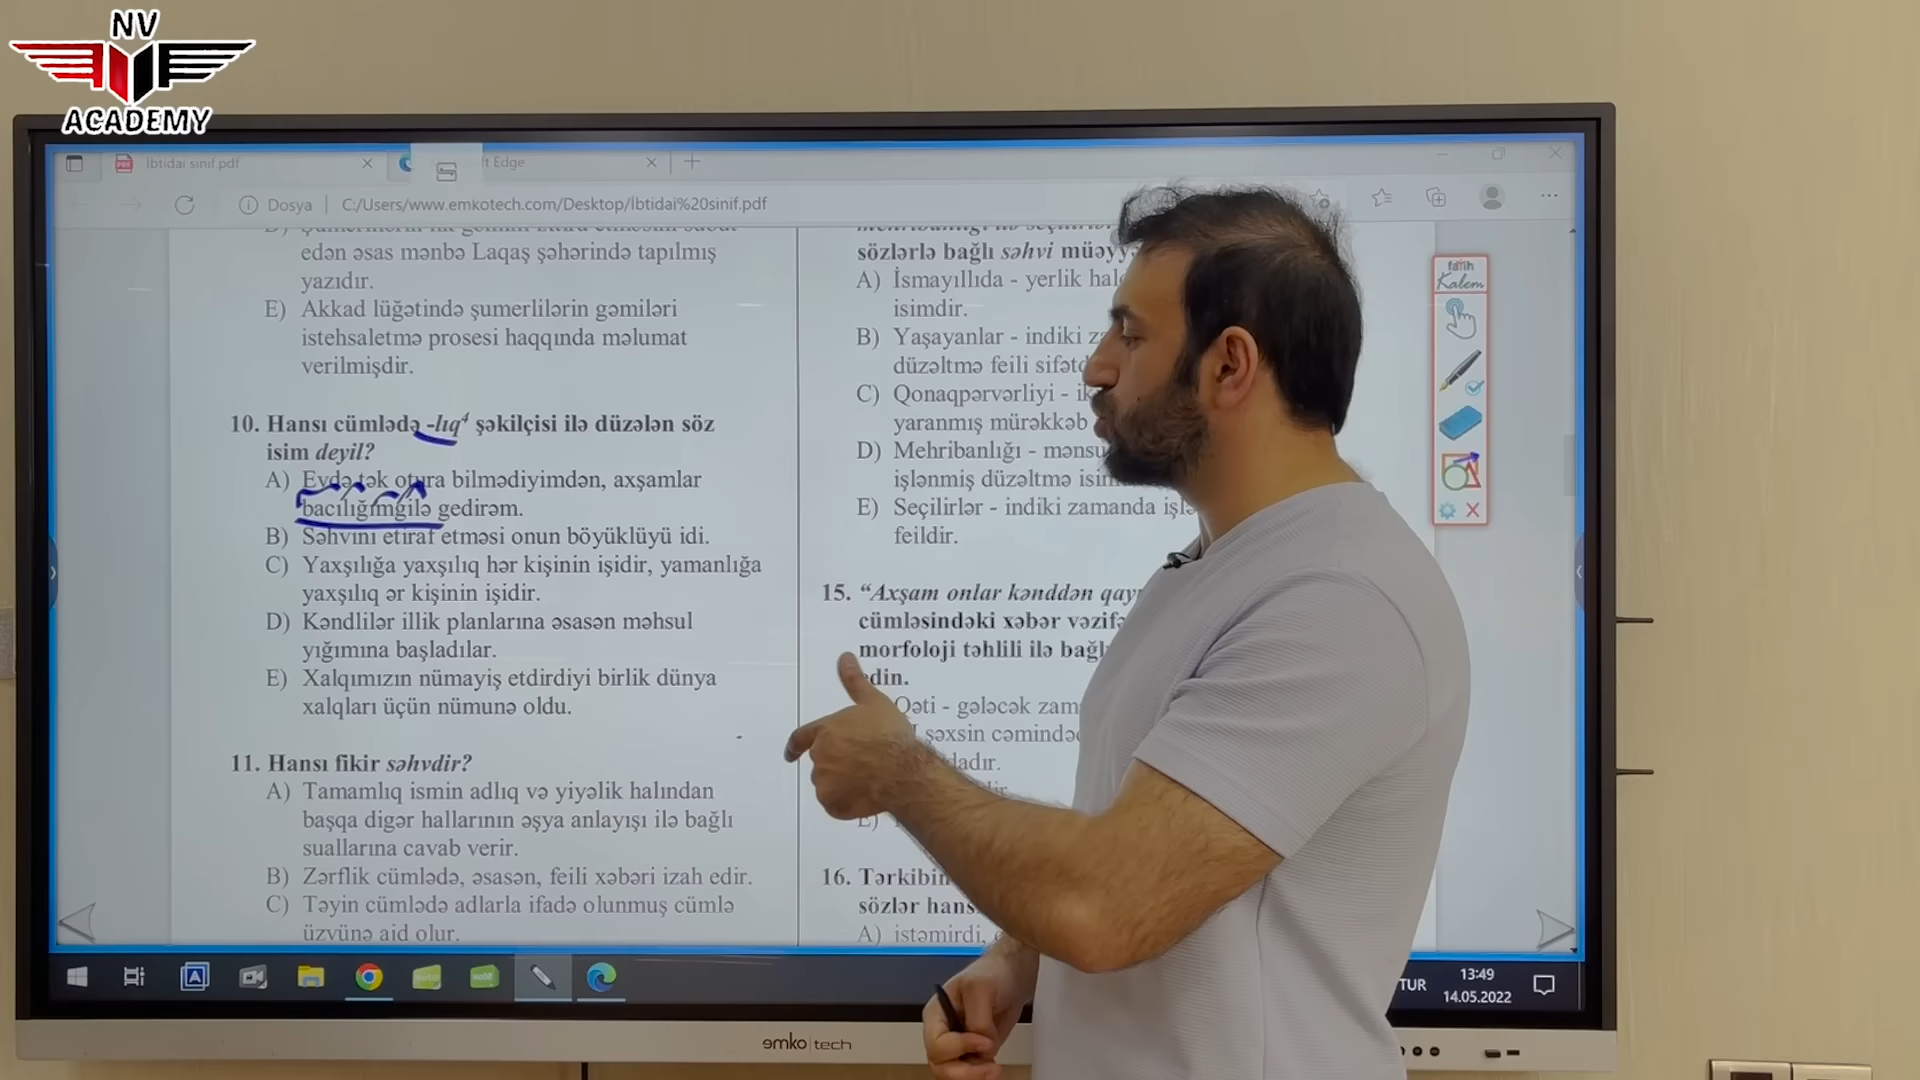 NV
ACADEMY
İbtidai sinif.pdf
ft Edge
Dosya
C:/Users/www.emkotech.com/Desktop/İbtidai%20sinif.pdf
edən əsas mənbə Laqaş şəhərində tapılmış
yazıdır.
E) Akkad lüğətində şumerlilərin gəmiləri
istehsaletmə prosesi haqqında məlumat
verilmişdir.
10. Hansı cümlədə -lıq⁴ şəkilçisi ilə düzələn söz
isim deyil?
A) Evdə tək otura bilmədiyimdən, axşamlar
bacılığımgilə gedirəm.
B) Səhvini etiraf etməsi onun böyüklüyü idi.
C) Yaxşılığa yaxşılıq hər kişinin işidir, yamanlığa
yaxşılıq ər kişinin işidir.
D) Kəndlilər illik planlarına əsasən məhsul
yığımına başladılar.
E) Xalqımızın nümayiş etdirdiyi birlik dünya
xalqları üçün nümunə oldu.
11. Hansı fikir səhvdir?
A) Tamamlıq ismin adlıq və yiyəlik halından
başqa digər hallarının əşya anlayışı ilə bağlı
suallarına cavab verir.
B) Zərflik cümlədə, əsasən, feili xəbəri izah edir.
C) Təyin cümlədə adlarla ifadə olunmuş cümlə
üzvünə aid olur.
sözlərlə bağlı səhvi
A) İsmayıllıda - yerlik
isimdir.
B) Yaşayanlar - indiki
düzəltmə feili
C) Qonaqpərvərliyi -
yaranmış mürəkkəb
D) Mehribanlığı -
işlənmiş düzəltmə
E) Seçilirlər - indiki zamanda
feildir.
15. “Axşam onlar kənddən
cümləsindəki xəbər
morfoloji təhlili ilə
Qəti - gələcək
şəxsin
E)
16.
sözlər
A) istəmirdi,
fatih
Kalem
TUR
13:49
14.05.2022
emko|tech